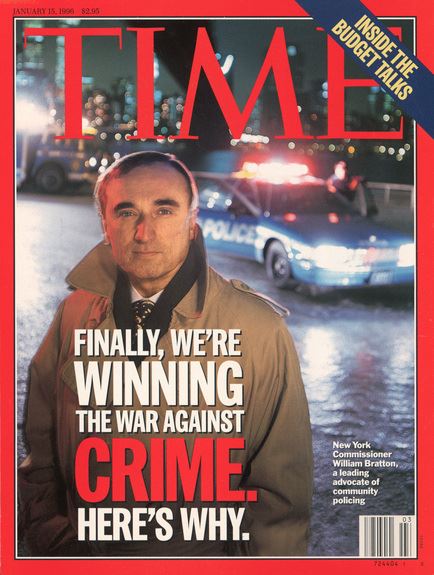 JANUARY 15, 1996 $2.95
INSIDE THE
BUDGET TALKS
TIME
POLICE
FINALLY, WE'RE
WINNING
THE WAR AGAINST
CRIME.
HERE'S WHY.
New York
Commissioner
William Bratton,
a leading
advocate of
community
policing
03
724404 1